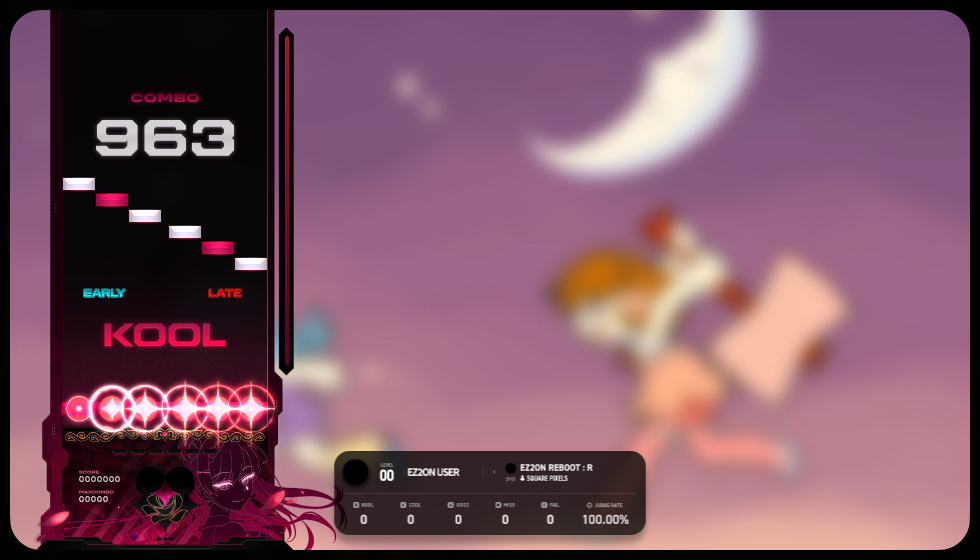 COMBO
963
EARLY
LATE
KOOL
SCORE
0000000
MAXCOMBO
00000
LEVEL
00
EZ2ON USER
EZ2ON REBOOT : R
SQUARE PIXELS
KOOL
COOL
GOOD
MISS
FAIL
JUDGE RATE
0
0
0
0
0
100.00%